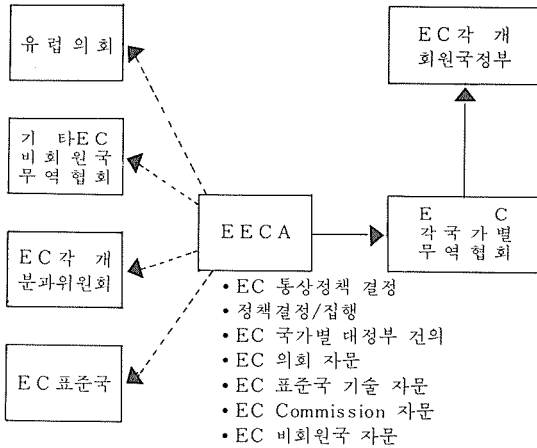 유럽의회
EC각 개
회원국정부
기 타EC
비 회 원 국
무 역 협 회
EECA
E C
각 국 가 별
무 역 협 회
EC각 개
분과위원회
EC표준국
• EC 통상정책 결정
• 정책결정/집행
• EC 국가별 대정부 건의
• EC 의회 자문
• EC 표준국 기술 자문
• EC Commission 자문
• EC 비회원국 자문